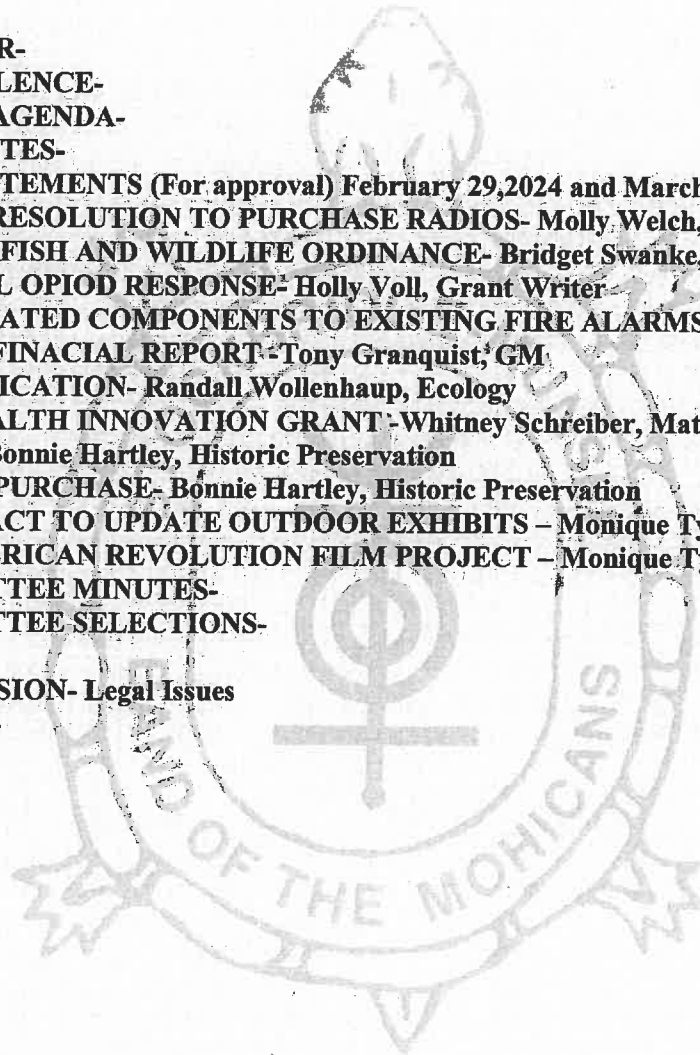 R-
LENCE-
AGENDA-
TES-
TEMENTS (For approval) February 29,2024 and March
RESOLUTION TO PURCHASE RADIOS- Molly Welch,
FISH AND WILDLIFE ORDINANCE- Bridget Swanke,
L OPIOD RESPONSE- Holly Voll, Grant Writer
ATED COMPONENTS TO EXISTING FIRE ALARMS
FINACIAL REPORT -Tony Granquist, GM
ICATION- Randall Wollenhaup, Ecology
ALTH INNOVATION GRANT -Whitney Schreiber, Mat
Bonnie Hartley, Historic Preservation
PURCHASE- Bonnie Hartley, Historic Preservation
ACT TO UPDATE OUTDOOR EXHIBITS – Monique Ty
RICAN REVOLUTION FILM PROJECT – Monique Ty
TTEE MINUTES-
TTEE SELECTIONS-
SION- Legal Issues
BAND OF THE MOHICANS